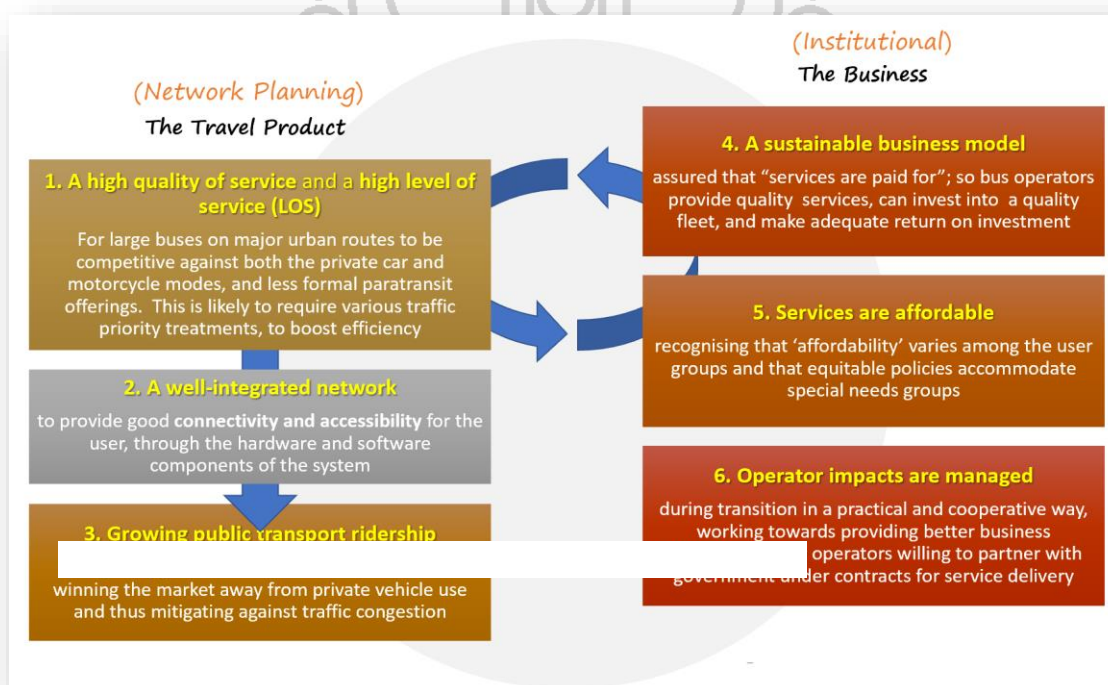 (Network Planning)
The Travel Product
1. A high quality of service and a high level of
service (LOS)
For large buses on major urban routes to be
competitive against both the private car and
motorcycle modes, and less formal paratransit
offerings. This is likely to require various traffic
priority treatments, to boost efficiency
2. A well-integrated network
to provide good connectivity and accessibility for the
user, through the hardware and software
components of the system
3. Growing public transport ridership
winning the market away from private vehicle use
and thus mitigating against traffic congestion
(Institutional)
The Business
4. A sustainable business model
assured that “services are paid for”; so bus operators
provide quality services, can invest into a quality
fleet, and make adequate return on investment
5. Services are affordable
recognising that ‘affordability’ varies among the user
groups and that equitable policies accommodate
special needs groups
6. Operator impacts are managed
during transition in a practical and cooperative way,
working towards providing better business
operators willing to partner with
government under contracts for service delivery